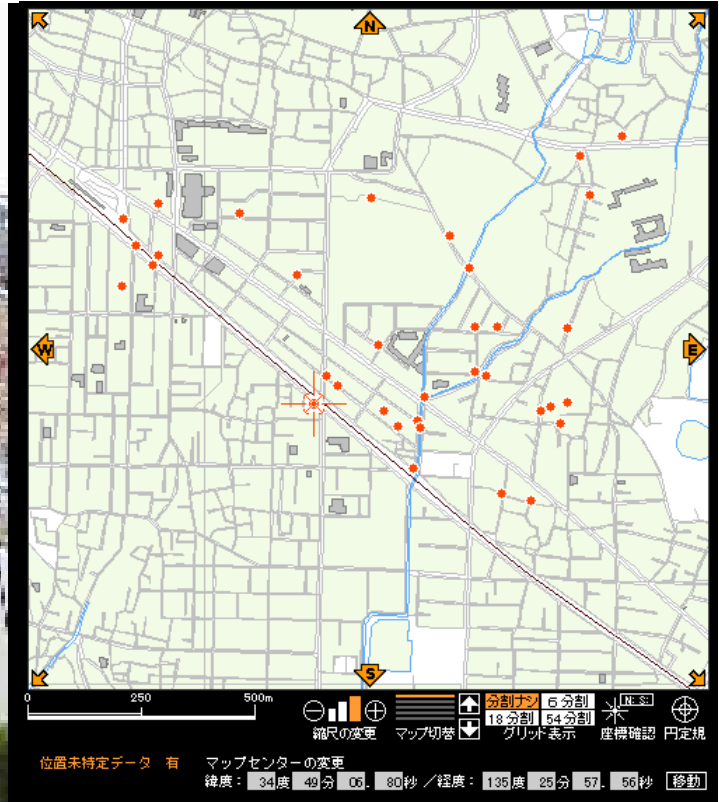 N
W
E
S
0 250 500m
縮尺の変更 マップ切替 分割ナシ 6分割 18分割 54分割 グリッド表示 N: S: 座標確認 円定規
位置未特定データ 有 マップセンターの変更
緯度： 34度 49分 06. 80秒 ／経度： 135度 25分 57. 56秒 移動